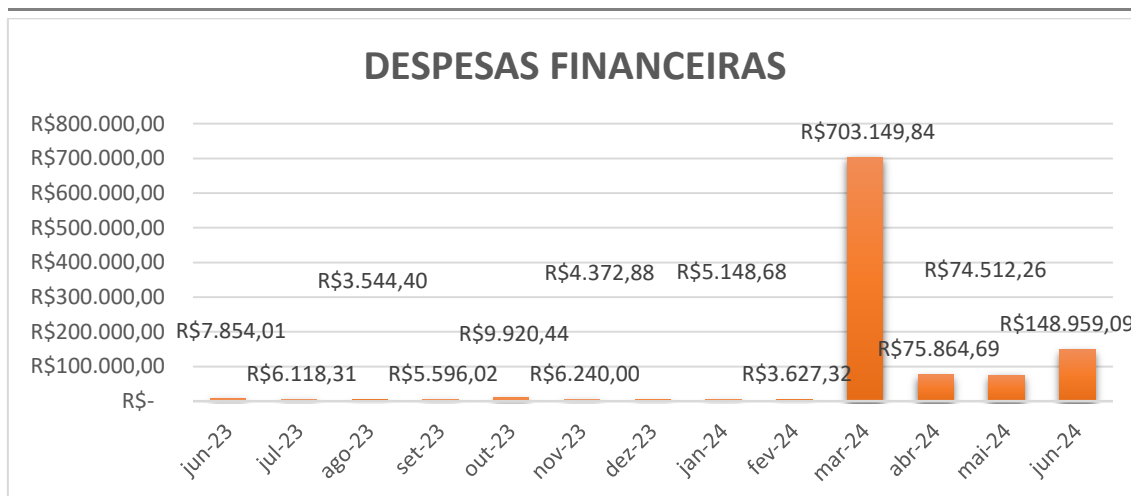 DESPESAS FINANCEIRAS
R$800.000,00
R$700.000,00
R$600.000,00
R$500.000,00
R$400.000,00
R$300.000,00
R$200.000,00
R$100.000,00
R$-
R$7.854,01
R$6.118,31
R$3.544,40
R$5.596,02
R$9.920,44
R$6.240,00
R$4.372,88
R$5.148,68
R$3.627,32
R$703.149,84
R$75.864,69
R$74.512,26
R$148.959,09
jun-23
jul-23
ago-23
set-23
out-23
nov-23
dez-23
jan-24
fev-24
mar-24
abr-24
mai-24
jun-24